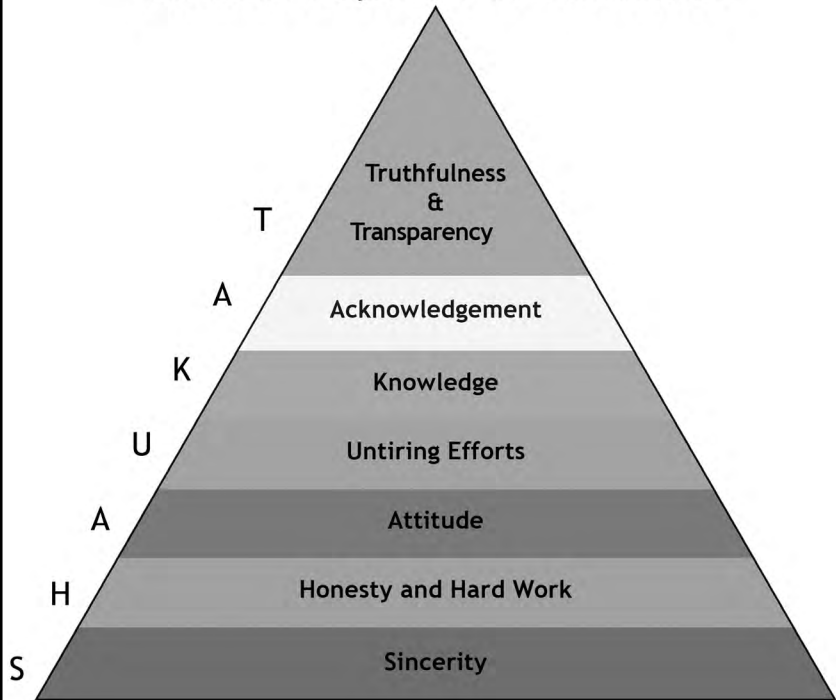 Truthfulness
&
T Transparency
A Acknowledgement
K Knowledge
U Untiring Efforts
A Attitude
H Honesty and Hard Work
S Sincerity